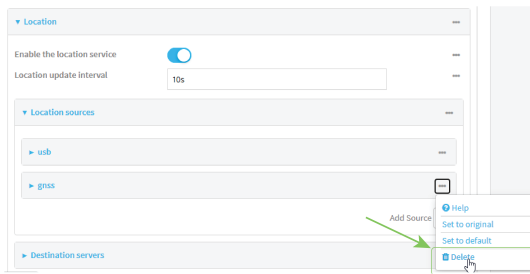 Location
Enable the location service
Location update interval
10s
Location sources
usb
gnss
Add Source
Help
Set to original
Set to default
Delete
Destination servers